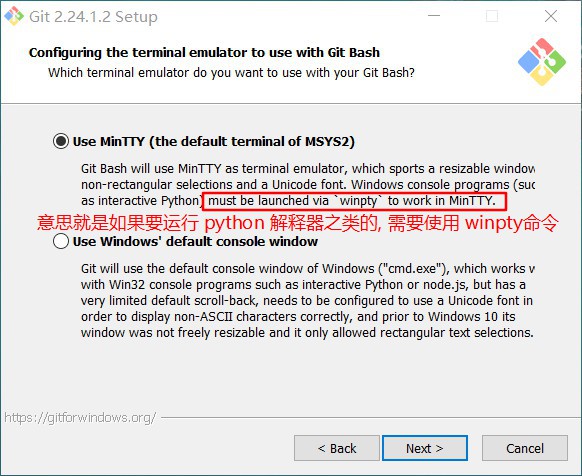 Git 2.24.1.2 Setup
Configuring the terminal emulator to use with Git Bash
Which terminal emulator do you want to use with your Git Bash?
Use MinTTY (the default terminal of MSYS2)
Git Bash will use MinTTY as terminal emulator, which sports a resizable window
non-rectangular selections and a Unicode font. Windows console programs (suc
as interactive Python) must be launched via `winpty` to work in MinTTY.
意思就是如果要运行 python 解释器之类的, 需要使用 winpty命令
Use Windows' default console window
Git will use the default console window of Windows ("cmd.exe"), which works w
with Win32 console programs such as interactive Python or node.js, but has a
very limited default scroll-back, needs to be configured to use a Unicode font in
order to display non-ASCII characters correctly, and prior to Windows 10 its
window was not freely resizable and it only allowed rectangular text selections.
https://gitforwindows.org/
< Back
Next >
Cancel